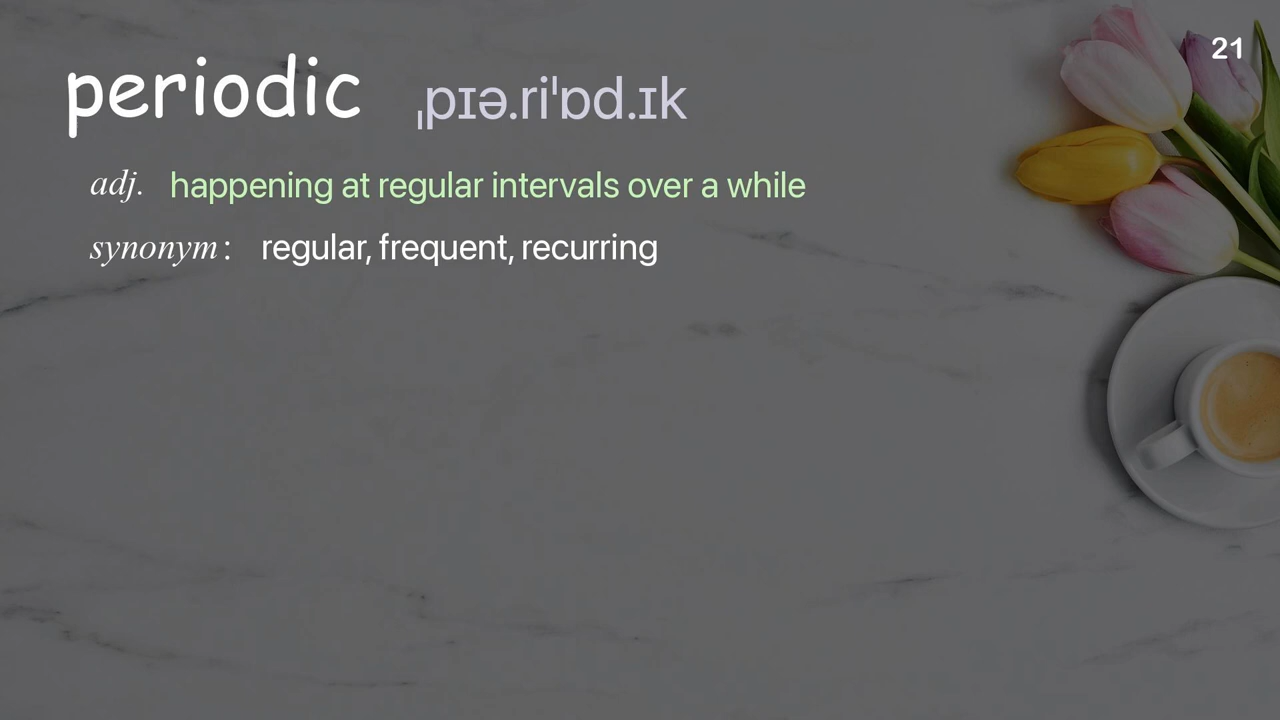 21
periodic ˌpɪə.riˈɒd.ɪk
adj. happening at regular intervals over a while
synonym: regular, frequent, recurring